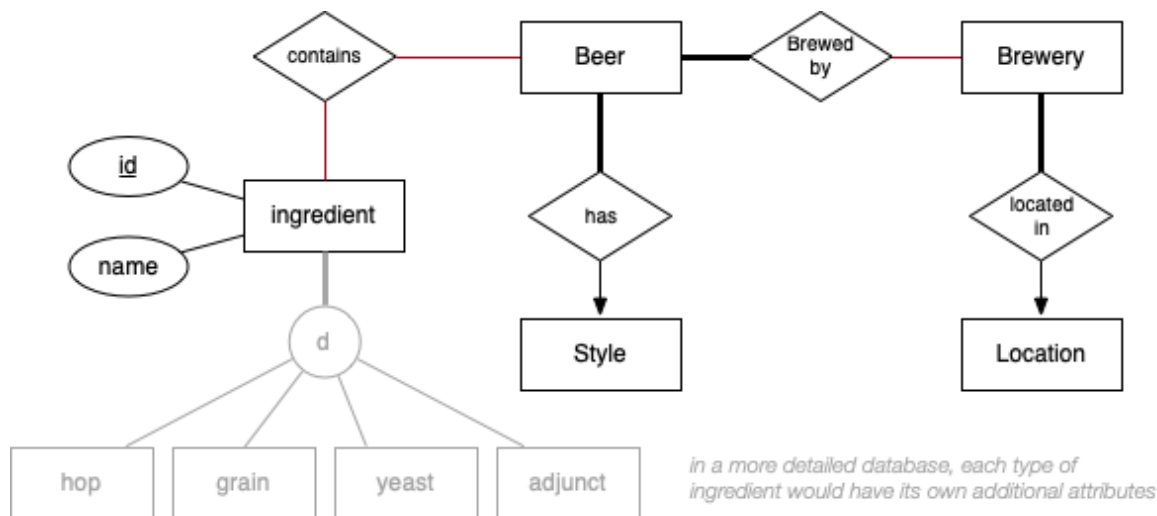 contains
Beer
Brewed
by
Brewery
id
ingredient
name
has
located
in
d
Style
Location
hop
grain
yeast
adjunct
in a more detailed database, each type of
ingredient would have its own additional attributes